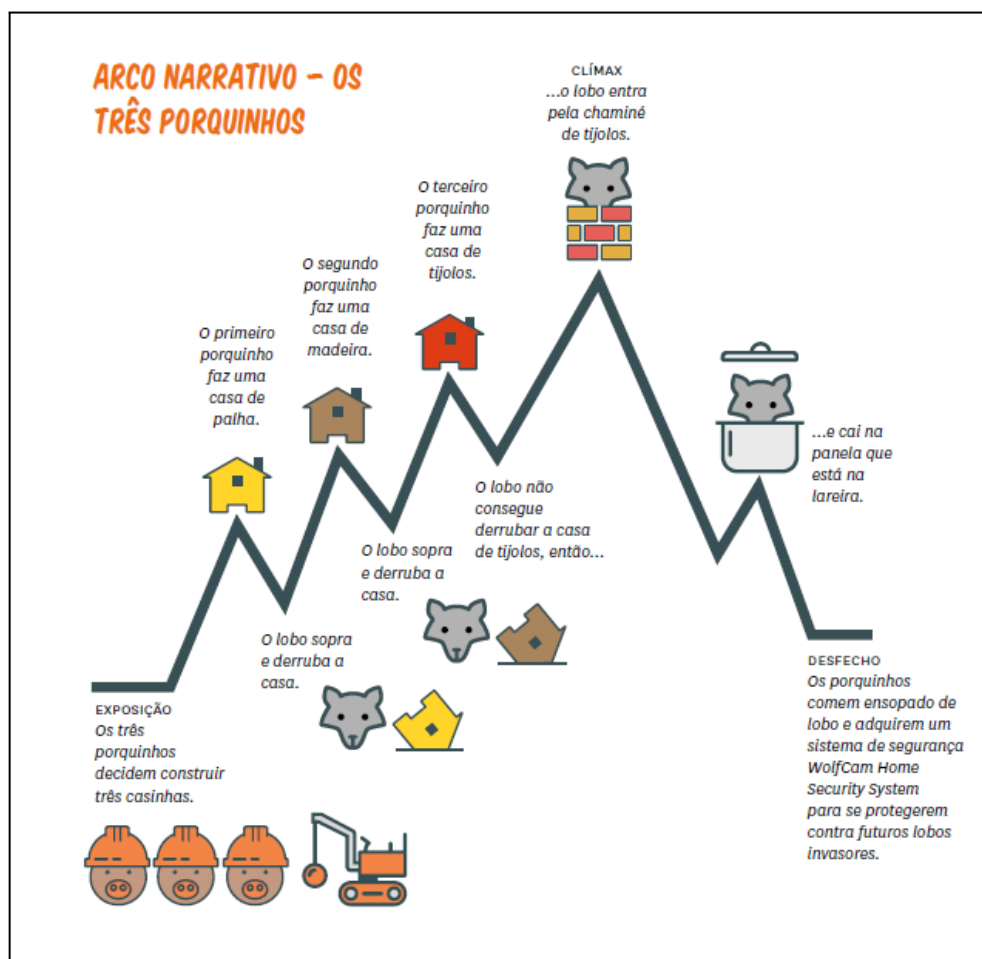 ARCO NARRATIVO – OS
TRÊS PORQUINHOS
CLÍMAX
...o lobo entra
pela chaminé
de tijolos.
O terceiro
porquinho
faz uma
casa de
tijolos.
O segundo
porquinho
faz uma
casa de
madeira.
O primeiro
porquinho
faz uma
casa de
palha.
...e cai na
panela que
está na
lareira.
O lobo não
consegue
derrubar a casa
de tijolos, então...
O lobo sopra
e derruba a
casa.
O lobo sopra
e derruba a
casa.
EXPOSIÇÃO
Os três
porquinhos
decidem construir
três casinhas.
DESFECHO
Os porquinhos
comem ensopado de
lobo e adquirem um
sistema de segurança
WolfCam Home
Security System
para se protegerem
contra futuros lobos
invasores.